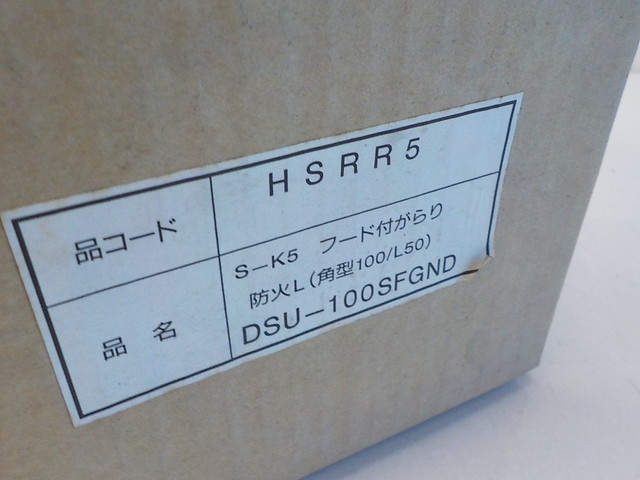 品コード HSRR5
品名 S-K5 フード付がらり
防火L(角型100/L50)
DSU-100SFGND